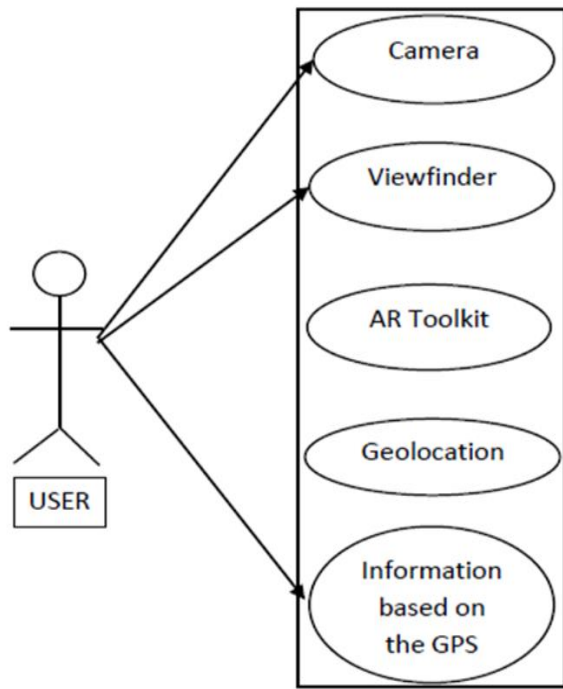 Camera
Viewfinder
AR Toolkit
Geolocation
USER
Information
based on
the GPS